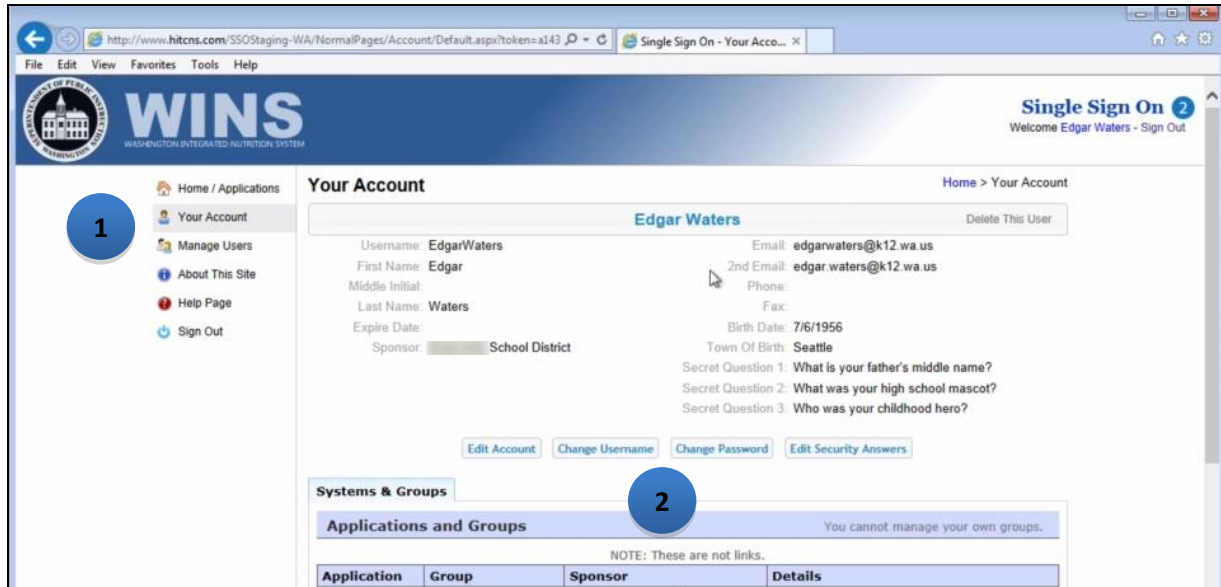 http://www.hitcns.com/SSOStaging-WA/NormalPages/Account/Default.aspx?token=a143
Single Sign On - Your Acco...
File Edit View Favorites Tools Help
SUPERINTENDENT OF PUBLIC INSTRUCTION
WASHINGTON
WINS
WASHINGTON INTEGRATED NUTRITION SYSTEM
Single Sign On 2
Welcome Edgar Waters - Sign Out
1
Home / Applications
Your Account
Manage Users
About This Site
Help Page
Sign Out
Your Account
Home > Your Account
Edgar Waters Delete This User
Username: EdgarWaters
First Name: Edgar
Middle Initial:
Last Name: Waters
Expire Date:
Sponsor: School District
Email: edgarwaters@k12.wa.us
2nd Email: edgar.waters@k12.wa.us
Phone:
Fax:
Birth Date: 7/6/1956
Town Of Birth: Seattle
Secret Question 1: What is your father's middle name?
Secret Question 2: What was your high school mascot?
Secret Question 3: Who was your childhood hero?
Edit Account Change Username Change Password Edit Security Answers
2
Systems & Groups
Applications and Groups You cannot manage your own groups.
NOTE: These are not links.
Application Group Sponsor Details